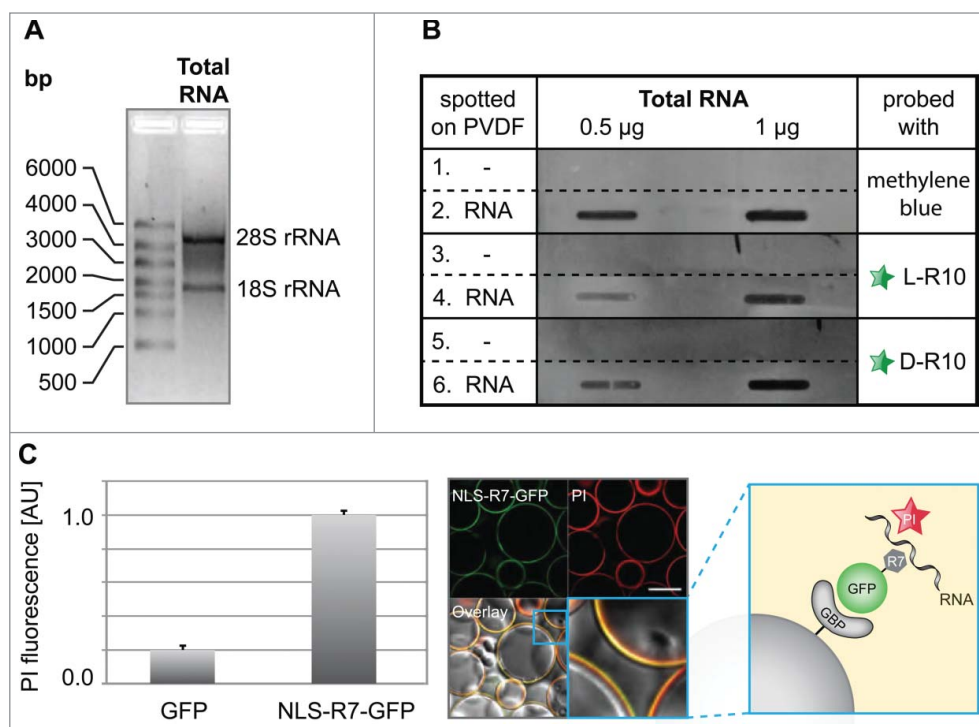 A
bp
Total
RNA
6000
4000
3000
2000
1500
1000
500
28S rRNA
18S rRNA
B
spotted
on PVDF
Total RNA
0.5 µg 1 µg
probed
with
1. -
2. RNA
methylene
blue
3. -
4. RNA
L-R10
5. -
6. RNA
D-R10
C
PI fluorescence [AU]
1.0
0.0
GFP NLS-R7-GFP
NLS-R7-GFP PI
Overlay
PI
R7
GFP
GBP
RNA